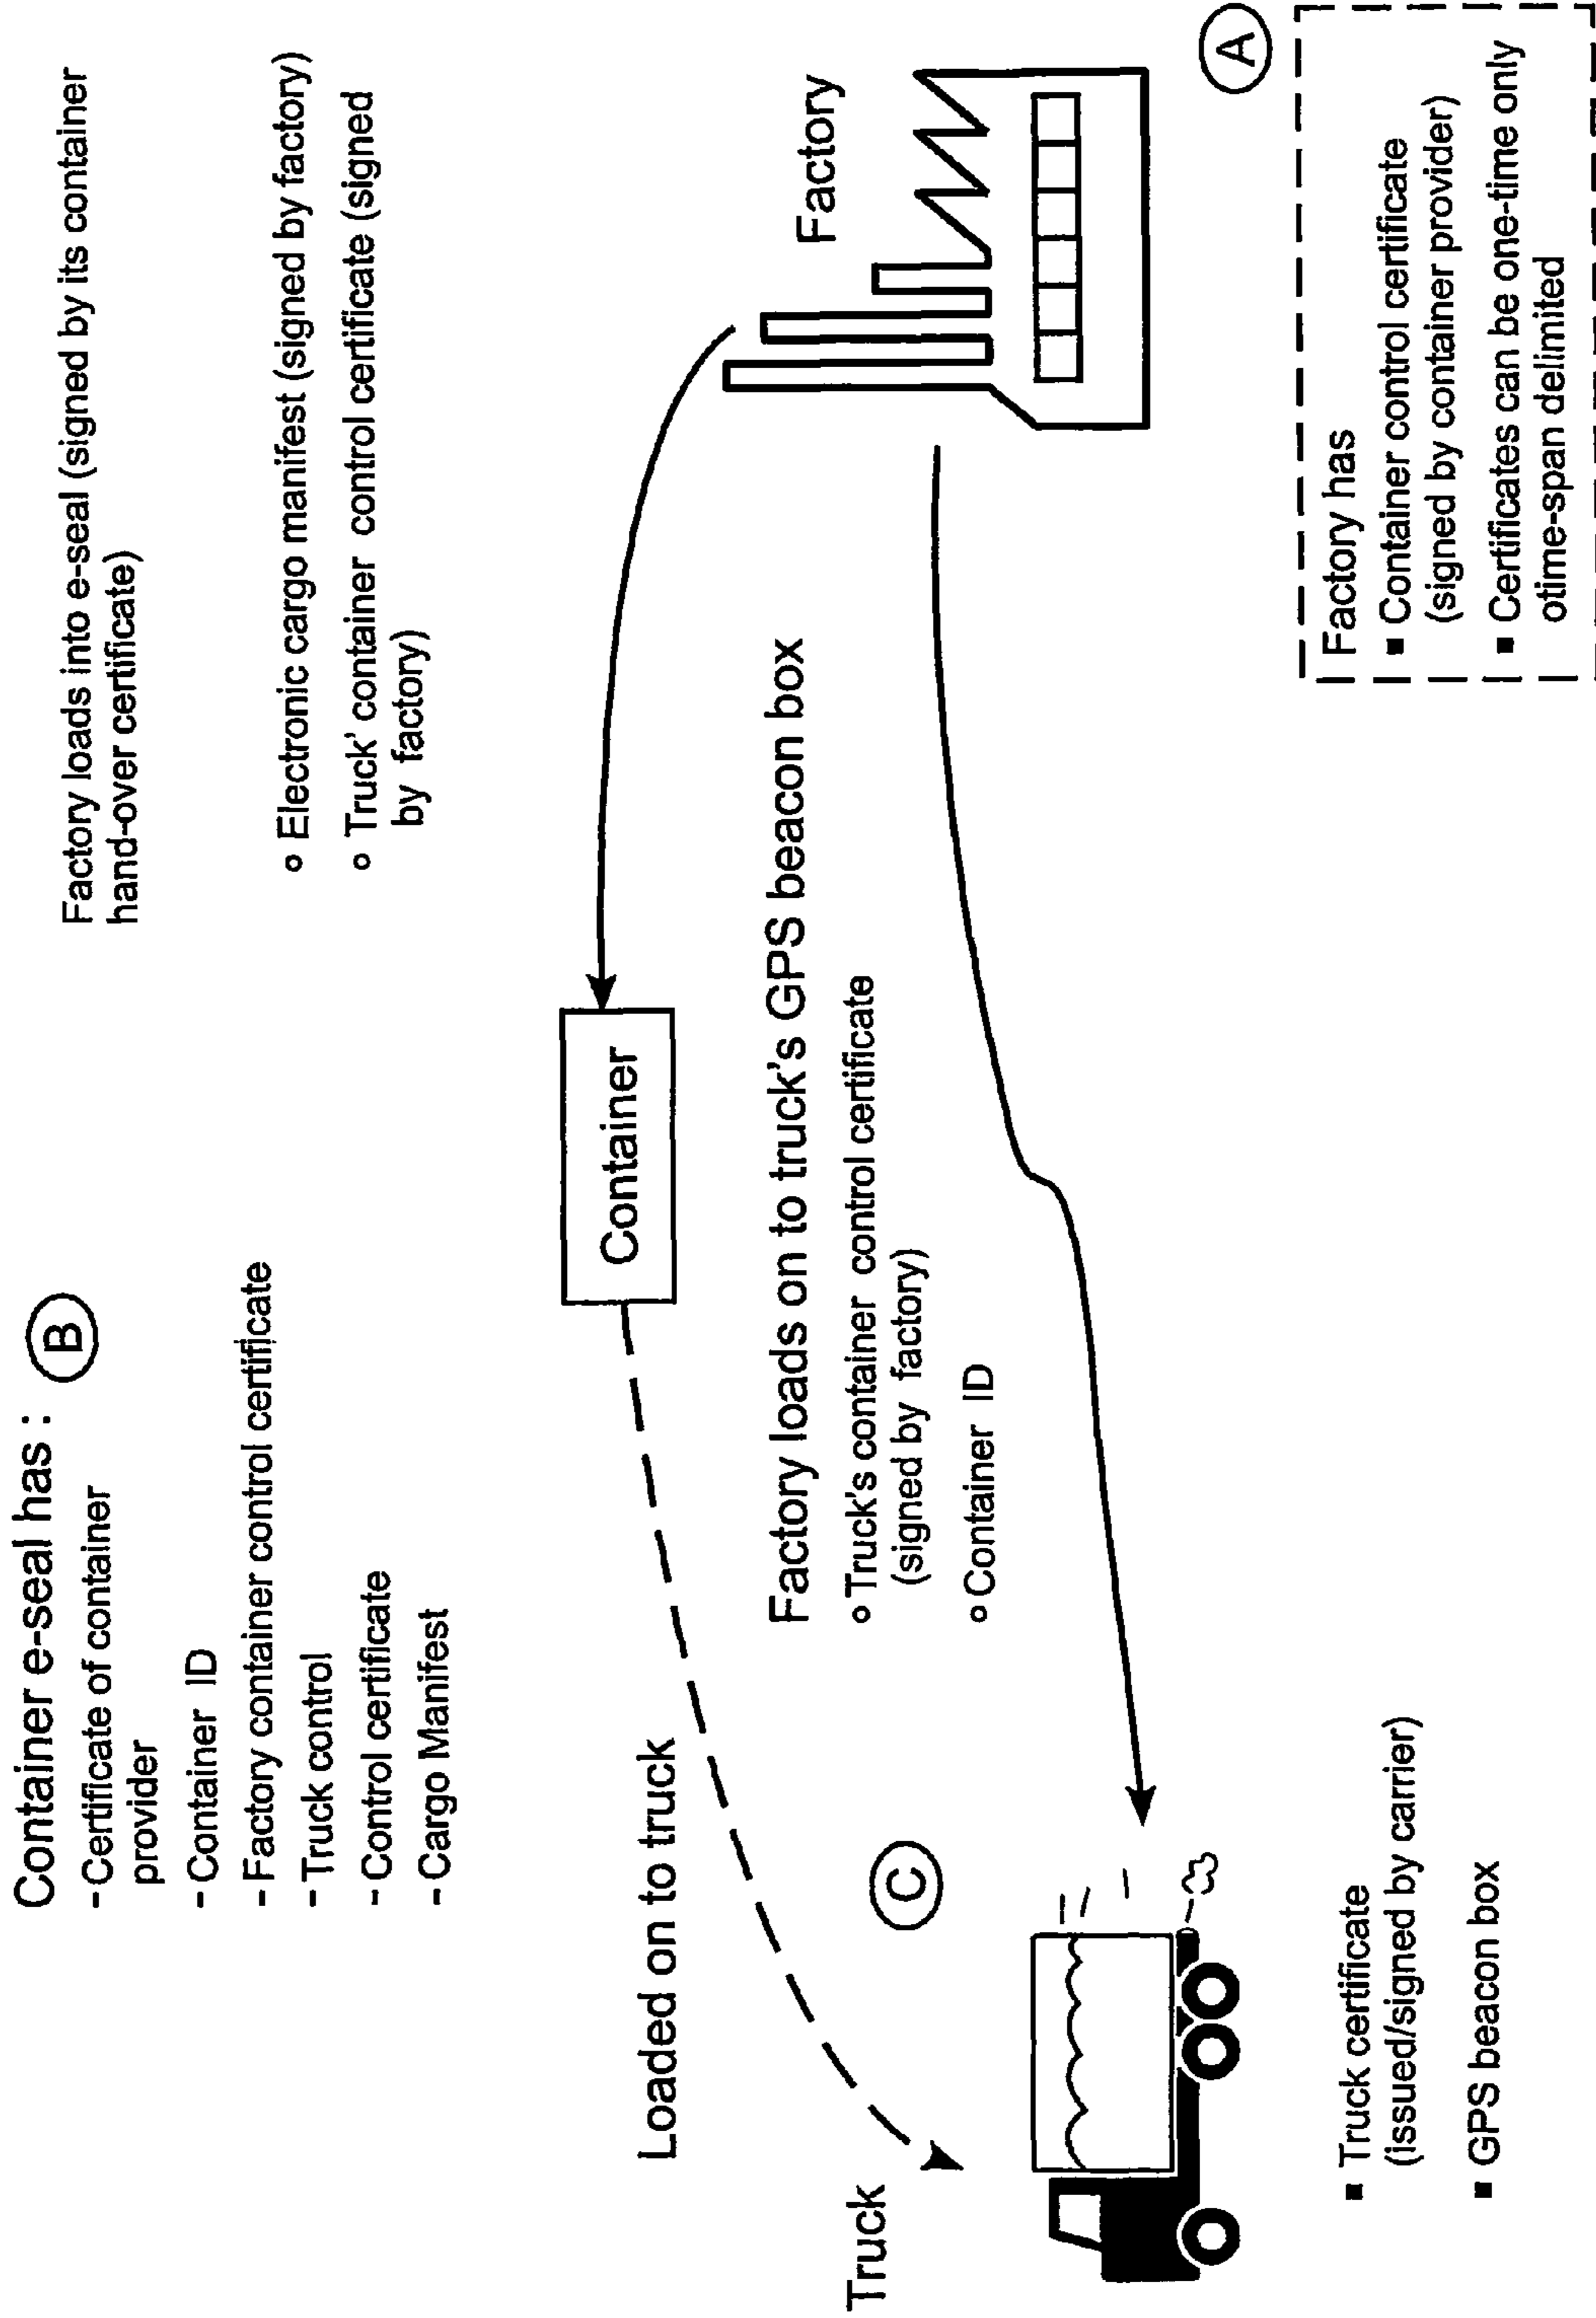 Container e-seal has :
B
- Certificate of container
provider
- Container ID
- Factory container control certificate
- Truck control
- Control certificate
- Cargo Manifest
Factory loads into e-seal (signed by its container
hand-over certificate)
o Electronic cargo manifest (signed by factory)
o Truck' container control certificate (signed
by factory)
Container
Loaded on to truck
Factory loads on to truck's GPS beacon box
o Truck's container control certificate
(signed by factory)
o Container ID
Factory
Truck
C
A
▪ Truck certificate
(issued/signed by carrier)
▪ GPS beacon box
Factory has
▪ Container control certificate
(signed by container provider)
▪ Certificates can be one-time only
otime-span delimited